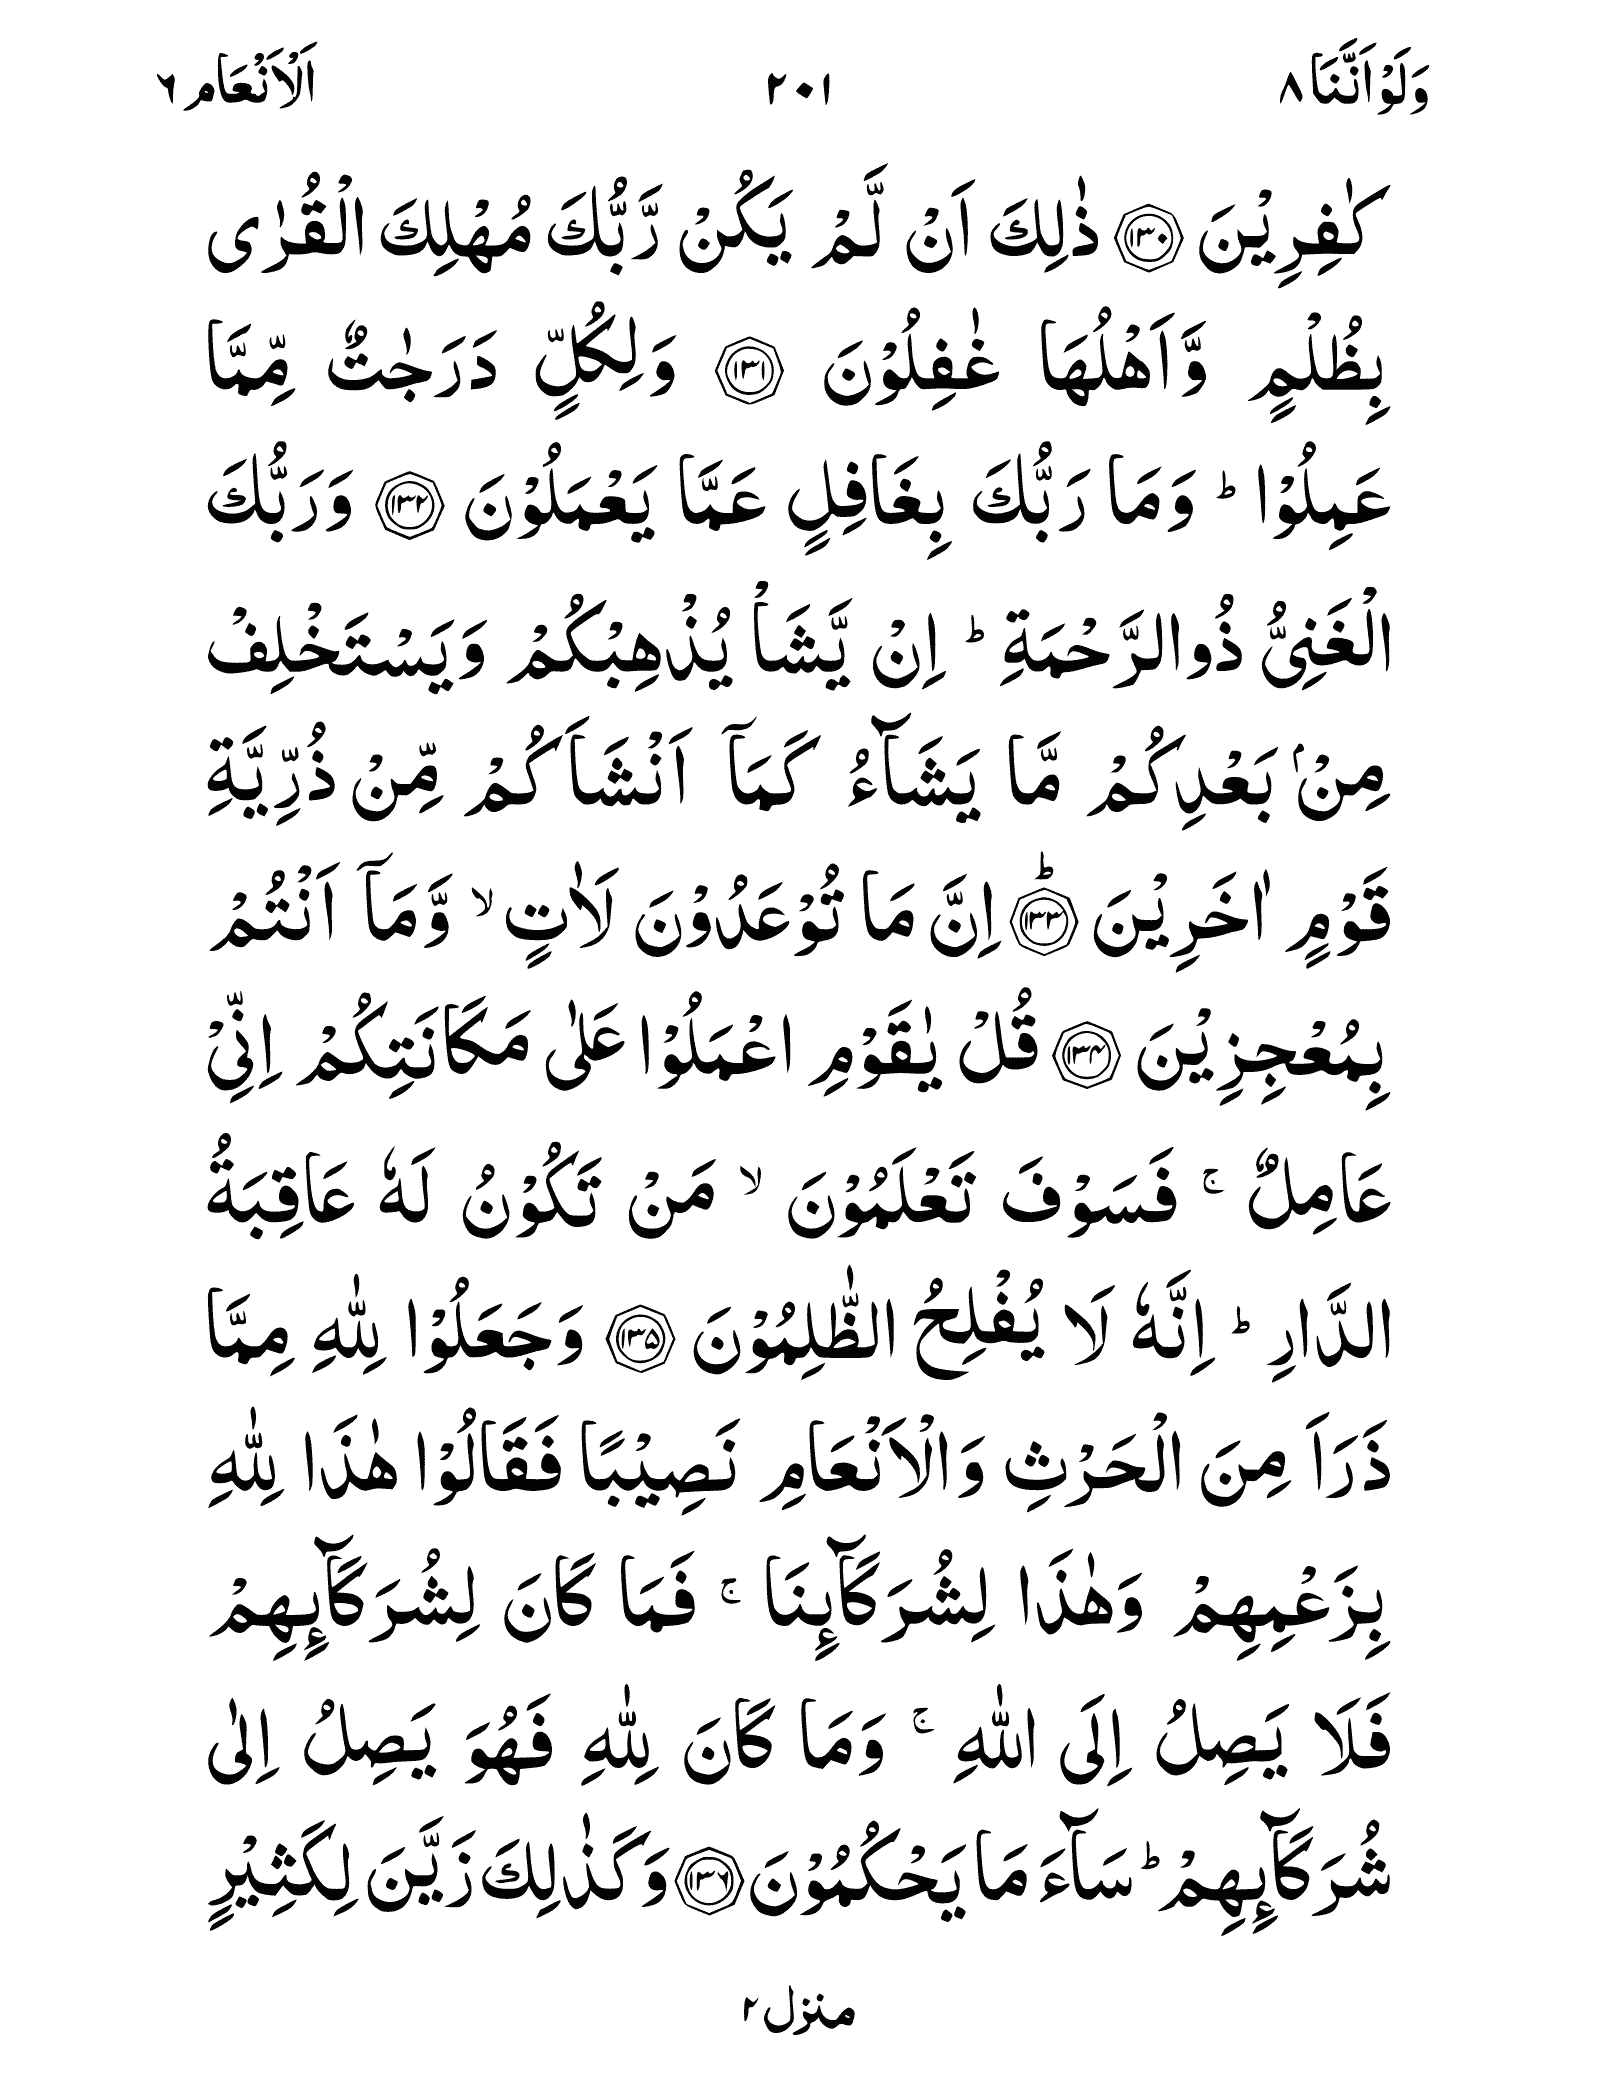 وَلَوْاَنَّنَا ٨
٢٠١
اَلْاَنْعَام ٦
كٰفِرِيْنَ ﴿١٣٠﴾ ذٰلِكَ اَنْ لَّمْ يَكُنْ رَّبُّكَ مُهْلِكَ الْقُرٰى
بِظُلْمٍ وَّاَهْلُهَا غٰفِلُوْنَ ﴿١٣١﴾ وَلِكُلٍّ دَرَجٰتٌ مِّمَّا
عَمِلُوْا ؕ وَمَا رَبُّكَ بِغَافِلٍ عَمَّا يَعْمَلُوْنَ ﴿١٣٢﴾ وَرَبُّكَ
الْغَنِىُّ ذُوالرَّحْمَةِ ؕ اِنْ يَّشَاْ يُذْهِبْكُمْ وَيَسْتَخْلِفْ
مِنْۢ بَعْدِكُمْ مَّا يَشَآءُ كَمَاۤ اَنْشَاَكُمْ مِّنْ ذُرِّيَّةِ
قَوْمٍ اٰخَرِيْنَ ﴿١٣٣﴾ؕ اِنَّ مَا تُوْعَدُوْنَ لَاٰتٍ ۙ وَّمَاۤ اَنْتُمْ
بِمُعْجِزِيْنَ ﴿١٣٤﴾ قُلْ يٰقَوْمِ اعْمَلُوْا عَلٰى مَكَانَتِكُمْ اِنِّىْ
عَامِلٌ ۚ فَسَوْفَ تَعْلَمُوْنَ ۙ مَنْ تَكُوْنُ لَهٗ عَاقِبَةُ
الدَّارِ ؕ اِنَّهٗ لَا يُفْلِحُ الظّٰلِمُوْنَ ﴿١٣٥﴾ وَجَعَلُوْا لِلّٰهِ مِمَّا
ذَرَاَ مِنَ الْحَرْثِ وَالْاَنْعَامِ نَصِيْبًا فَقَالُوْا هٰذَا لِلّٰهِ
بِزَعْمِهِمْ وَهٰذَا لِشُرَكَآئِنَا ۚ فَمَا كَانَ لِشُرَكَآئِهِمْ
فَلَا يَصِلُ اِلَى اللّٰهِ ۚ وَمَا كَانَ لِلّٰهِ فَهُوَ يَصِلُ اِلٰى
شُرَكَآئِهِمْ ؕ سَآءَ مَا يَحْكُمُوْنَ ﴿١٣٦﴾ وَكَذٰلِكَ زَيَّنَ لِكَثِيْرٍ
منزل ٢